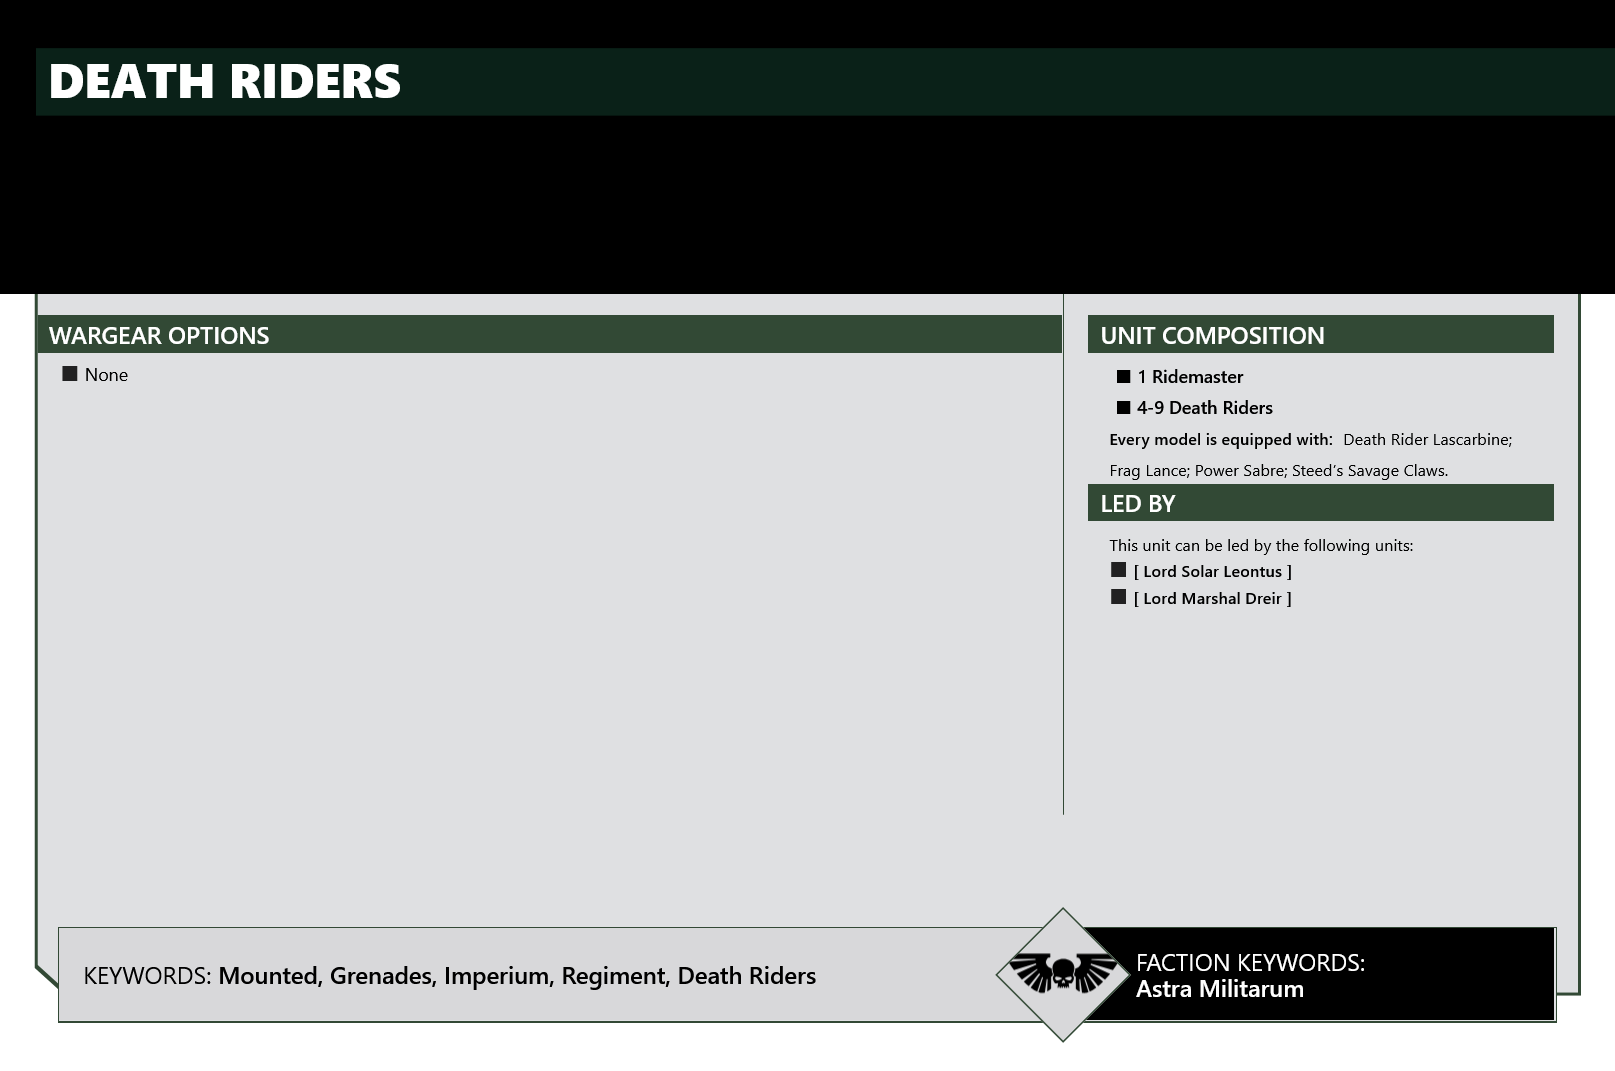 DEATH RIDERS
WARGEAR OPTIONS
■ None
UNIT COMPOSITION
■ 1 Ridemaster
■ 4-9 Death Riders
Every model is equipped with: Death Rider Lascarbine;
Frag Lance; Power Sabre; Steed's Savage Claws.
LED BY
This unit can be led by the following units:
■ [ Lord Solar Leontus ]
■ [ Lord Marshal Dreir ]
KEYWORDS: Mounted, Grenades, Imperium, Regiment, Death Riders
FACTION KEYWORDS:
Astra Militarum